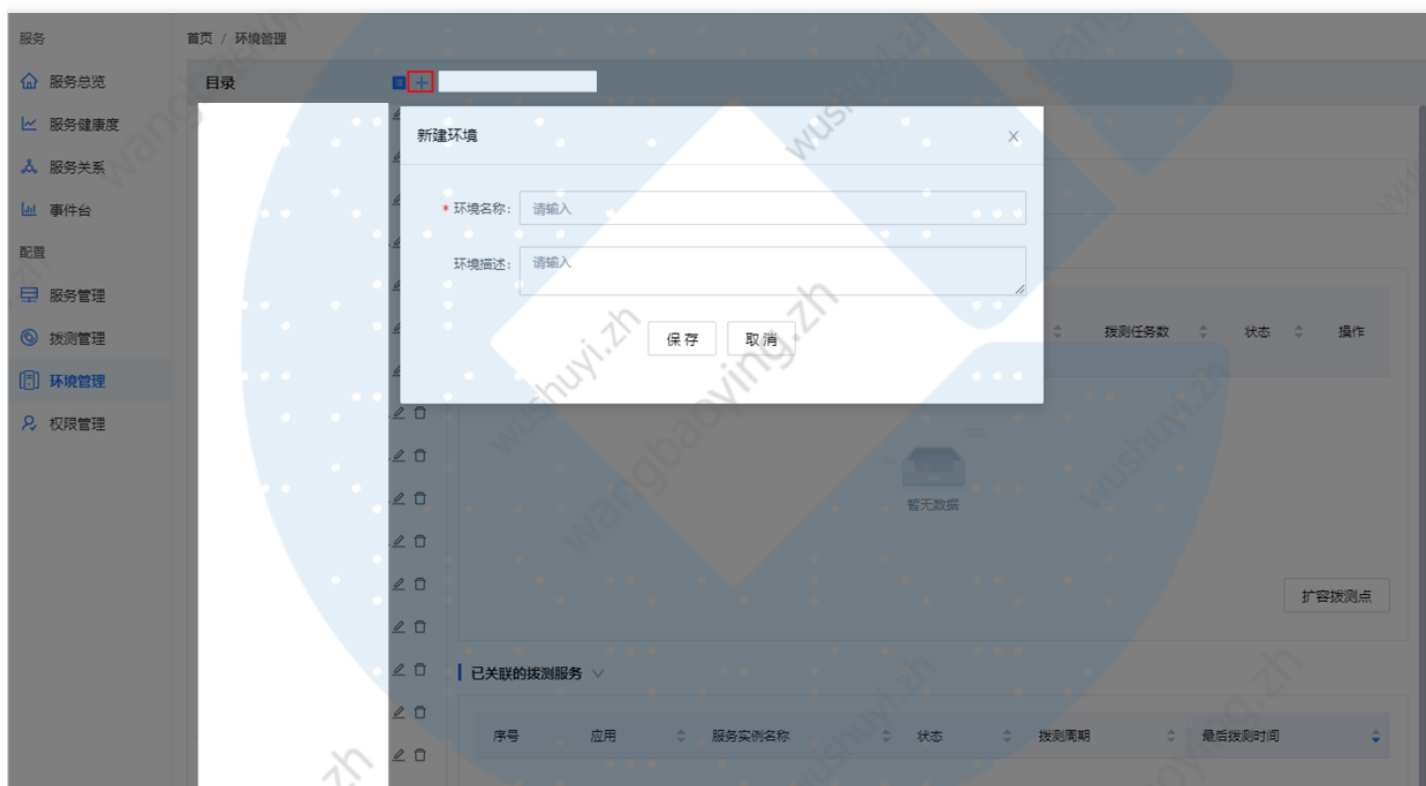 服务
首页 / 环境管理
服务总览
目录
服务健康度
新建环境
服务关系
* 环境名称: 请输入
事件台
配置
环境描述: 请输入
服务管理
拨测管理
保存 取消
拨测任务数 状态 操作
环境管理
权限管理
暂无数据
扩容拨测点
已关联的拨测服务
序号 应用 服务实例名称 状态 拨测周期 最后拨测时间
wangbaoying.zh
wushuyi.zh